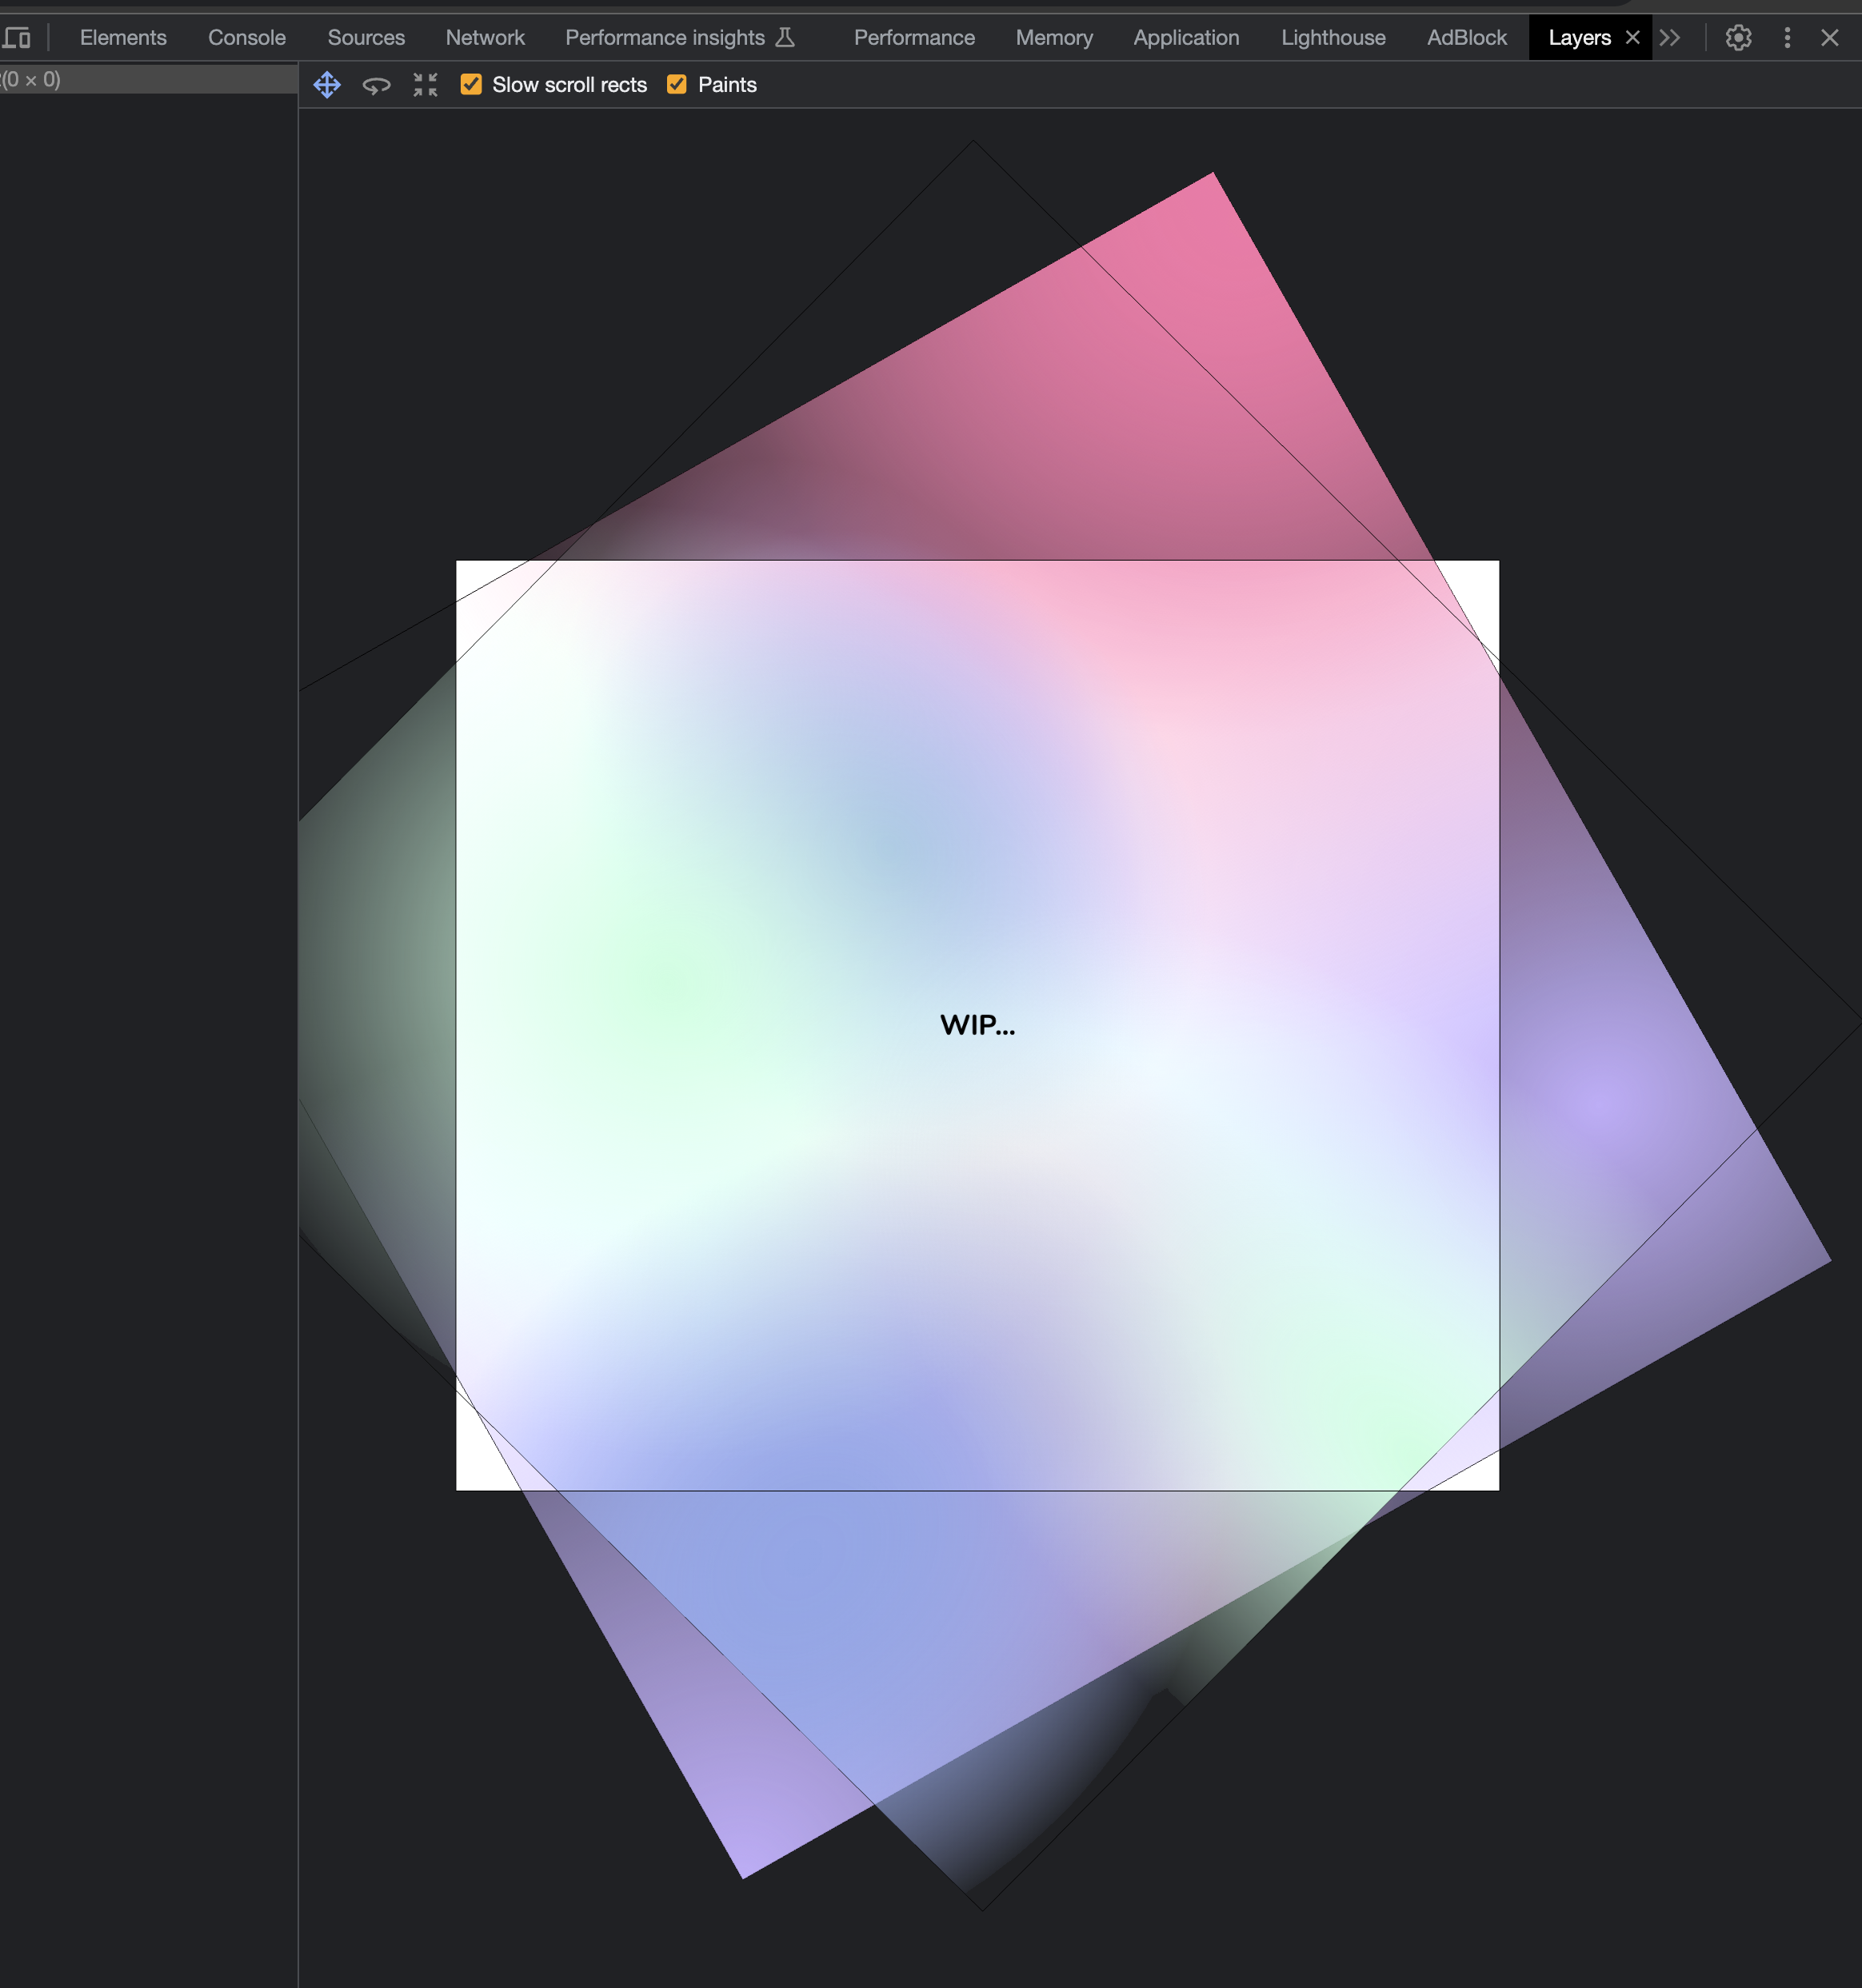 Elements Console Sources Network Performance insights Performance Memory Application Lighthouse AdBlock Layers
(0 × 0) Slow scroll rects Paints
WIP...